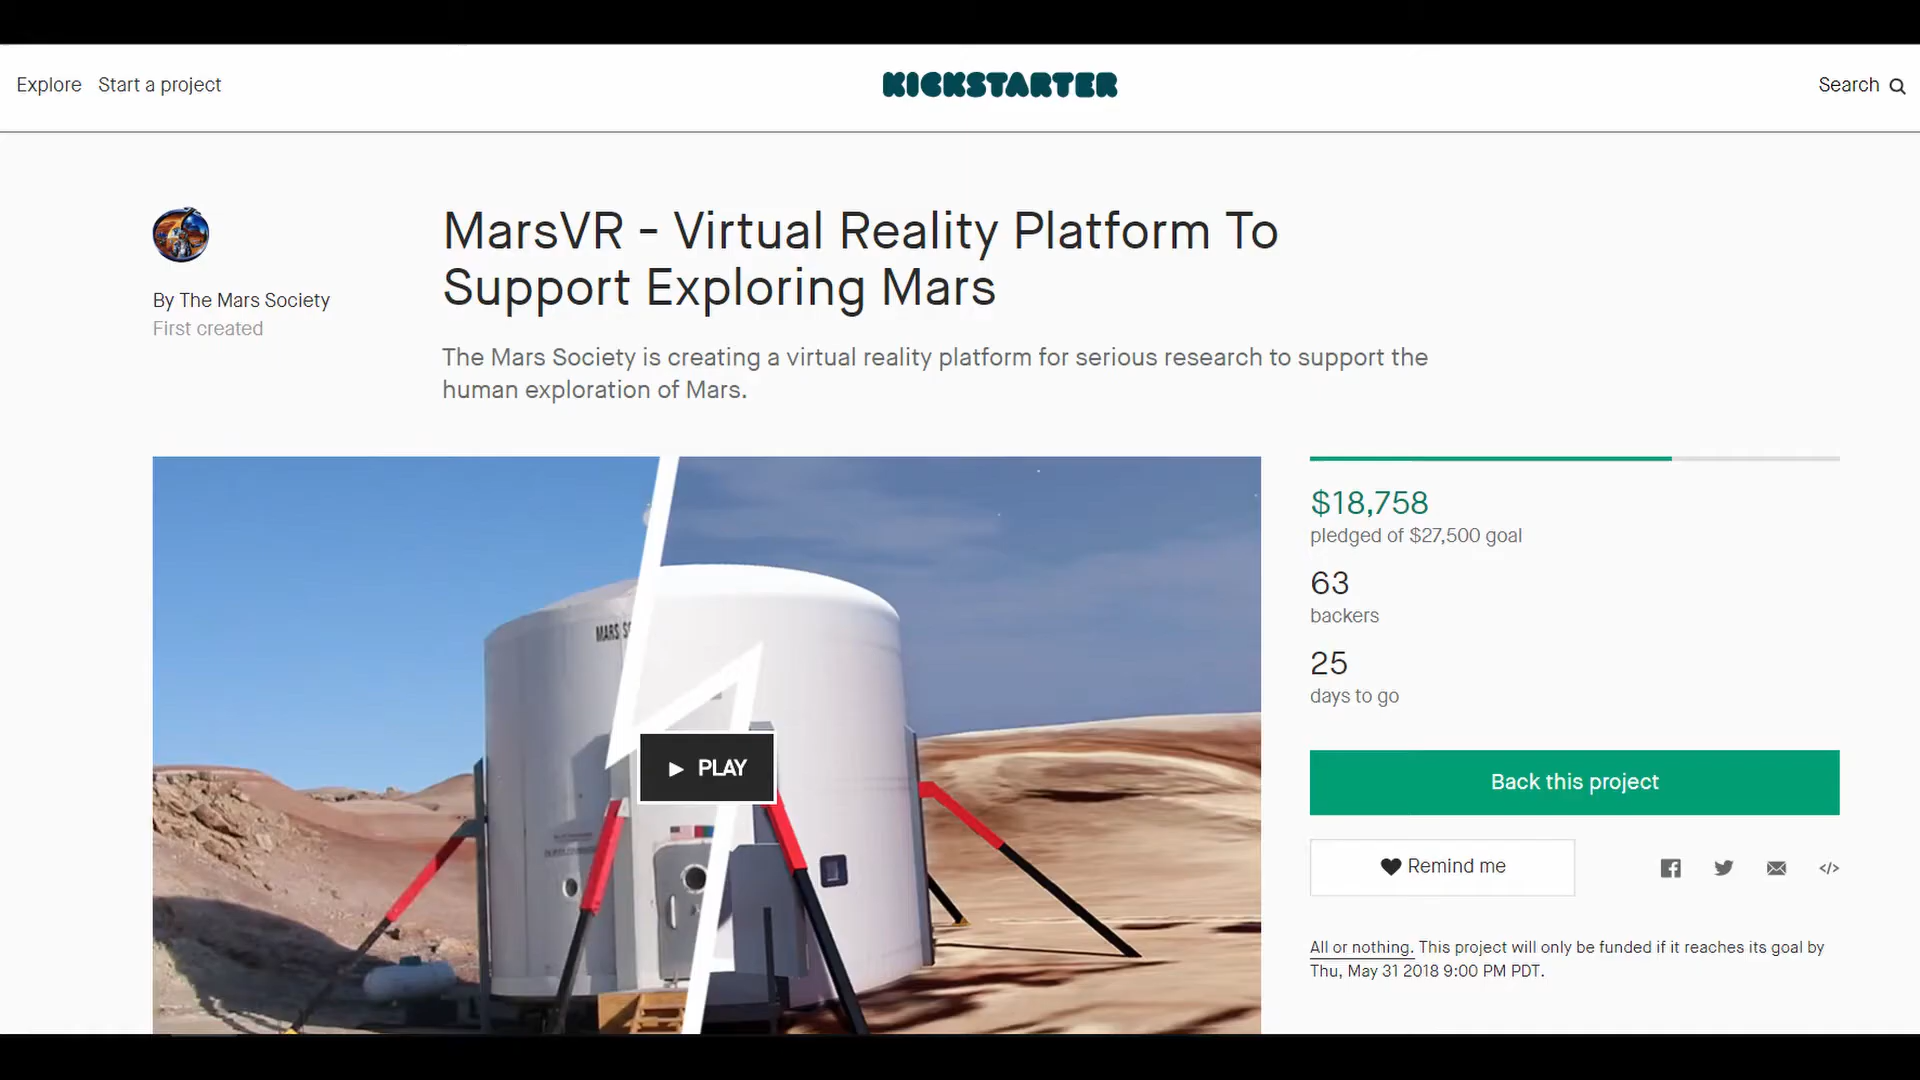 Explore Start a project
KICKSTARTER
Search
MarsVR - Virtual Reality Platform To
Support Exploring Mars
By The Mars Society
First created
The Mars Society is creating a virtual reality platform for serious research to support the
human exploration of Mars.
MARS
PLAY
$18,758
pledged of $27,500 goal
63
backers
25
days to go
Back this project
Remind me
All or nothing. This project will only be funded if it reaches its goal by
Thu, May 31 2018 9:00 PM PDT.